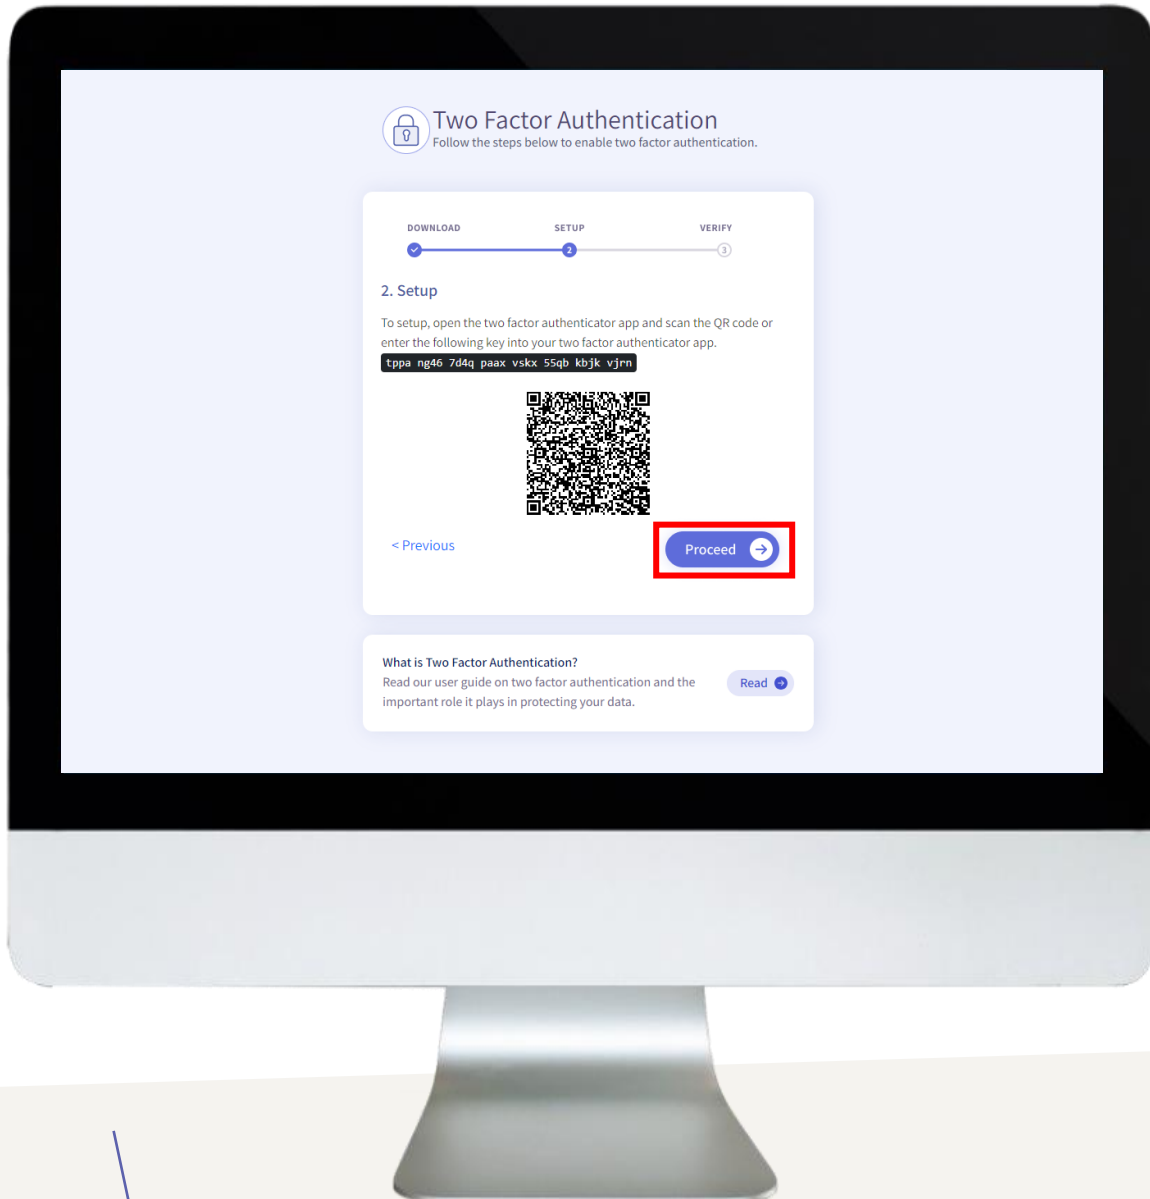 Two Factor Authentication
Follow the steps below to enable two factor authentication.
DOWNLOAD SETUP VERIFY
2 3
2. Setup
To setup, open the two factor authenticator app and scan the QR code or
enter the following key into your two factor authenticator app.
tppa ng46 7d4q paax vskx 55qb kbjk vjrn
< Previous
Proceed
What is Two Factor Authentication?
Read our user guide on two factor authentication and the
important role it plays in protecting your data.
Read